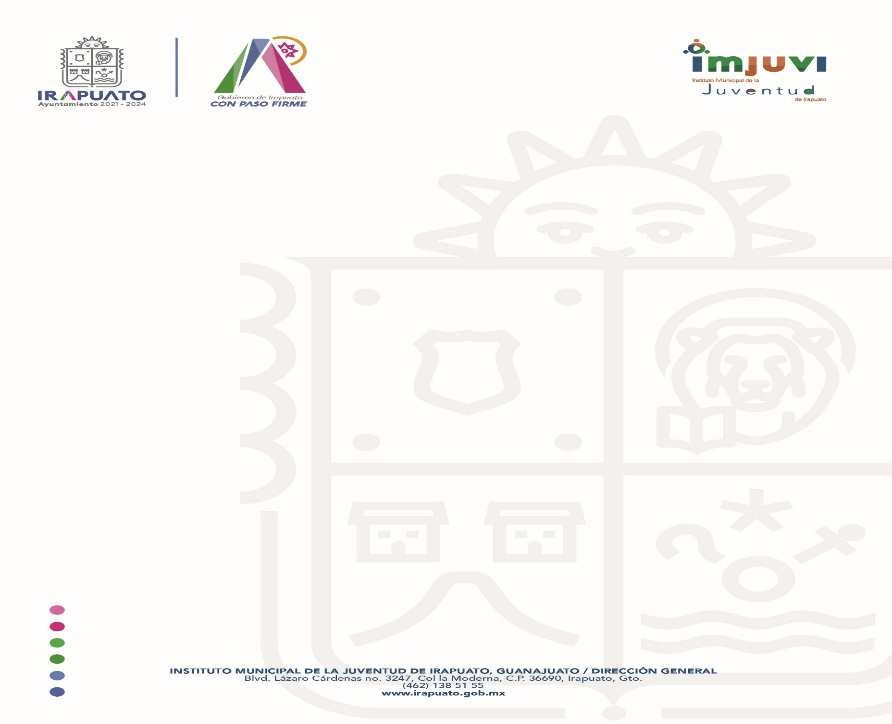 IRAPUATO
Ayuntamiento 2021 - 2024
Gobierno de Irapuato
CON PASO FIRME
imjuvi
Instituto Municipal de la
Juventud
de Irapuato
INSTITUTO MUNICIPAL DE LA JUVENTUD DE IRAPUATO, GUANAJUATO / DIRECCIÓN GENERAL
Blvd. Lázaro Cárdenas no. 3247, Col la Moderna, C.P. 36690, Irapuato, Gto.
(462) 138 51 55
www.irapuato.gob.mx